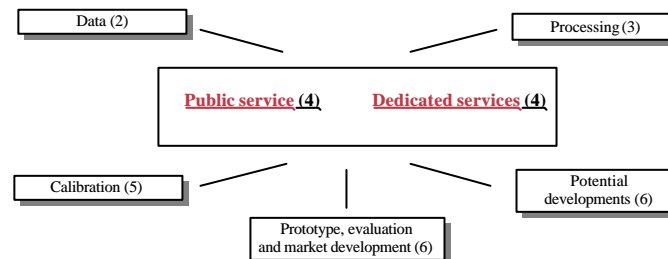 Data (2)
Processing (3)
Public service (4)
Dedicated services (4)
Calibration (5)
Potential
developments (6)
Prototype, evaluation
and market development (6)